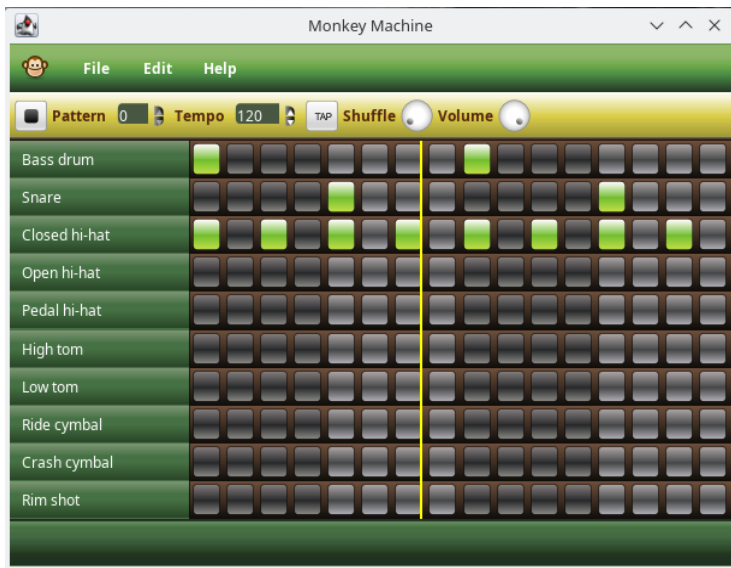 Monkey Machine
File Edit Help
Pattern 0 Tempo 120 TAP Shuffle Volume
Bass drum
Snare
Closed hi-hat
Open hi-hat
Pedal hi-hat
High tom
Low tom
Ride cymbal
Crash cymbal
Rim shot